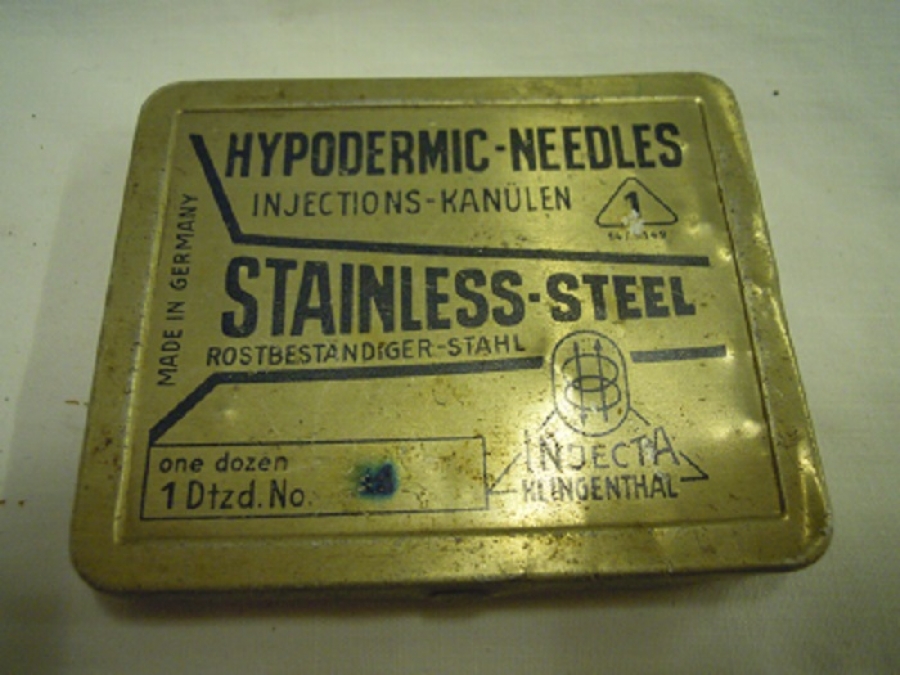 HYPODERMIC-NEEDLES
INJECTIONS-KANÜLEN
1
MADE IN GERMANY
STAINLESS-STEEL
ROSTBESTÄNDIGER-STAHL
one dozen
1 Dtzd. No.
INJECTA
KLINGENTHAL